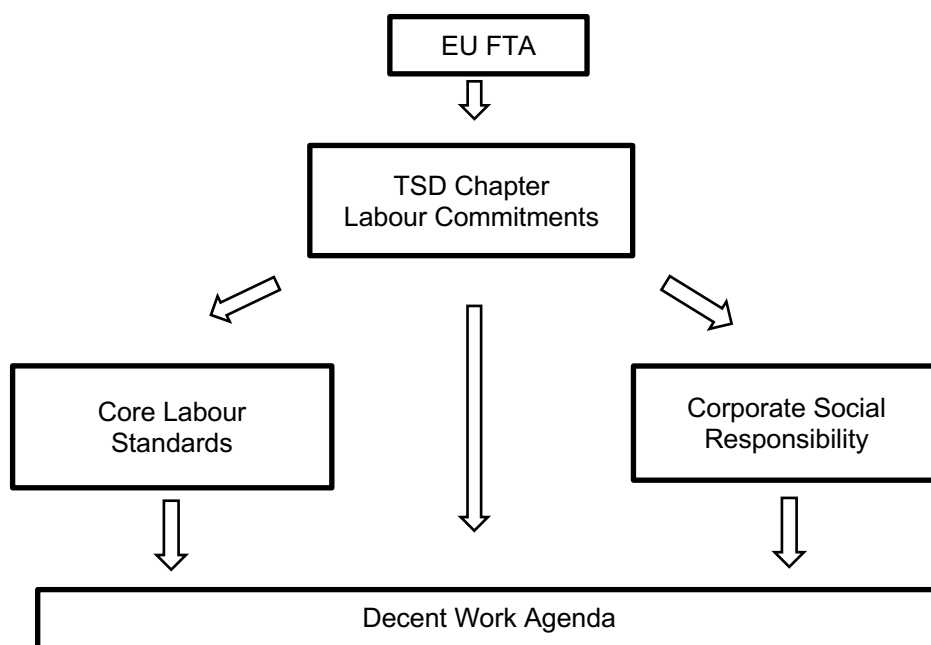 EU FTA
TSD Chapter
Labour Commitments
Core Labour
Standards
Corporate Social
Responsibility
Decent Work Agenda